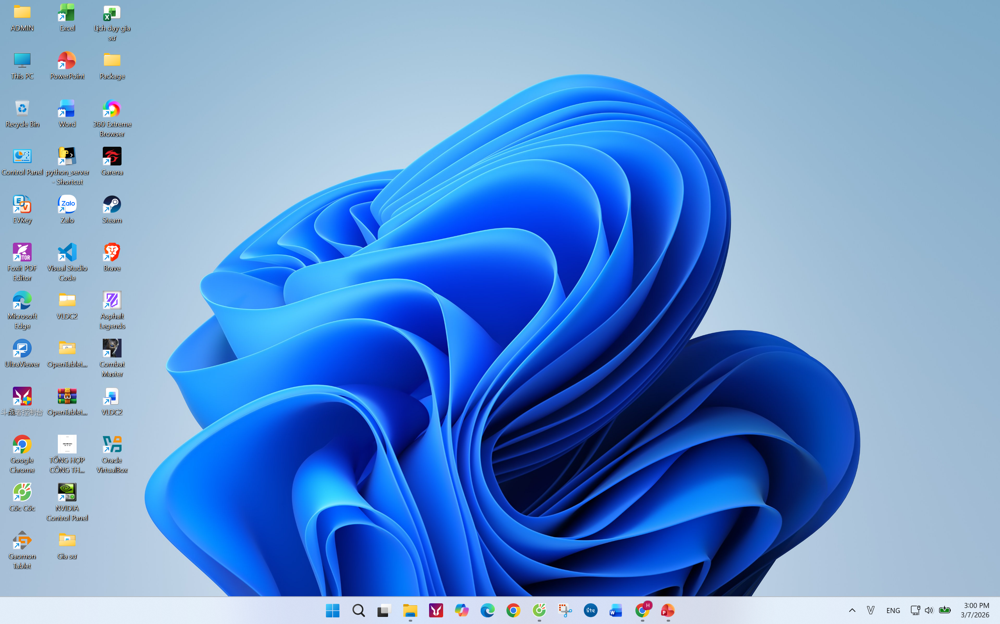 ADMIN
Excel
Lịch dạy gia
sư
This PC
PowerPoint
Package
Recycle Bin
Word
360 Extreme
Browser
Control Panel
python_server
- Shortcut
Garena
EVKey
Zalo
Zalo
Steam
Foxit PDF
Editor
Visual Studio
Code
Brave
Microsoft
Edge
VLDC2
Asphalt
Legends
UltraViewer
OpenTablet...
Combat
Master
斗战者控制台
OpenTablet...
VLDC2
Google
Chrome
TỔNG HỢP
CÔNG TH...
Oracle
VirtualBox
Cốc Cốc
NVIDIA
Control Panel
Gaomon
Tablet
Gia sư
lite
W
H
P
V
ENG
3:00 PM
3/7/2026